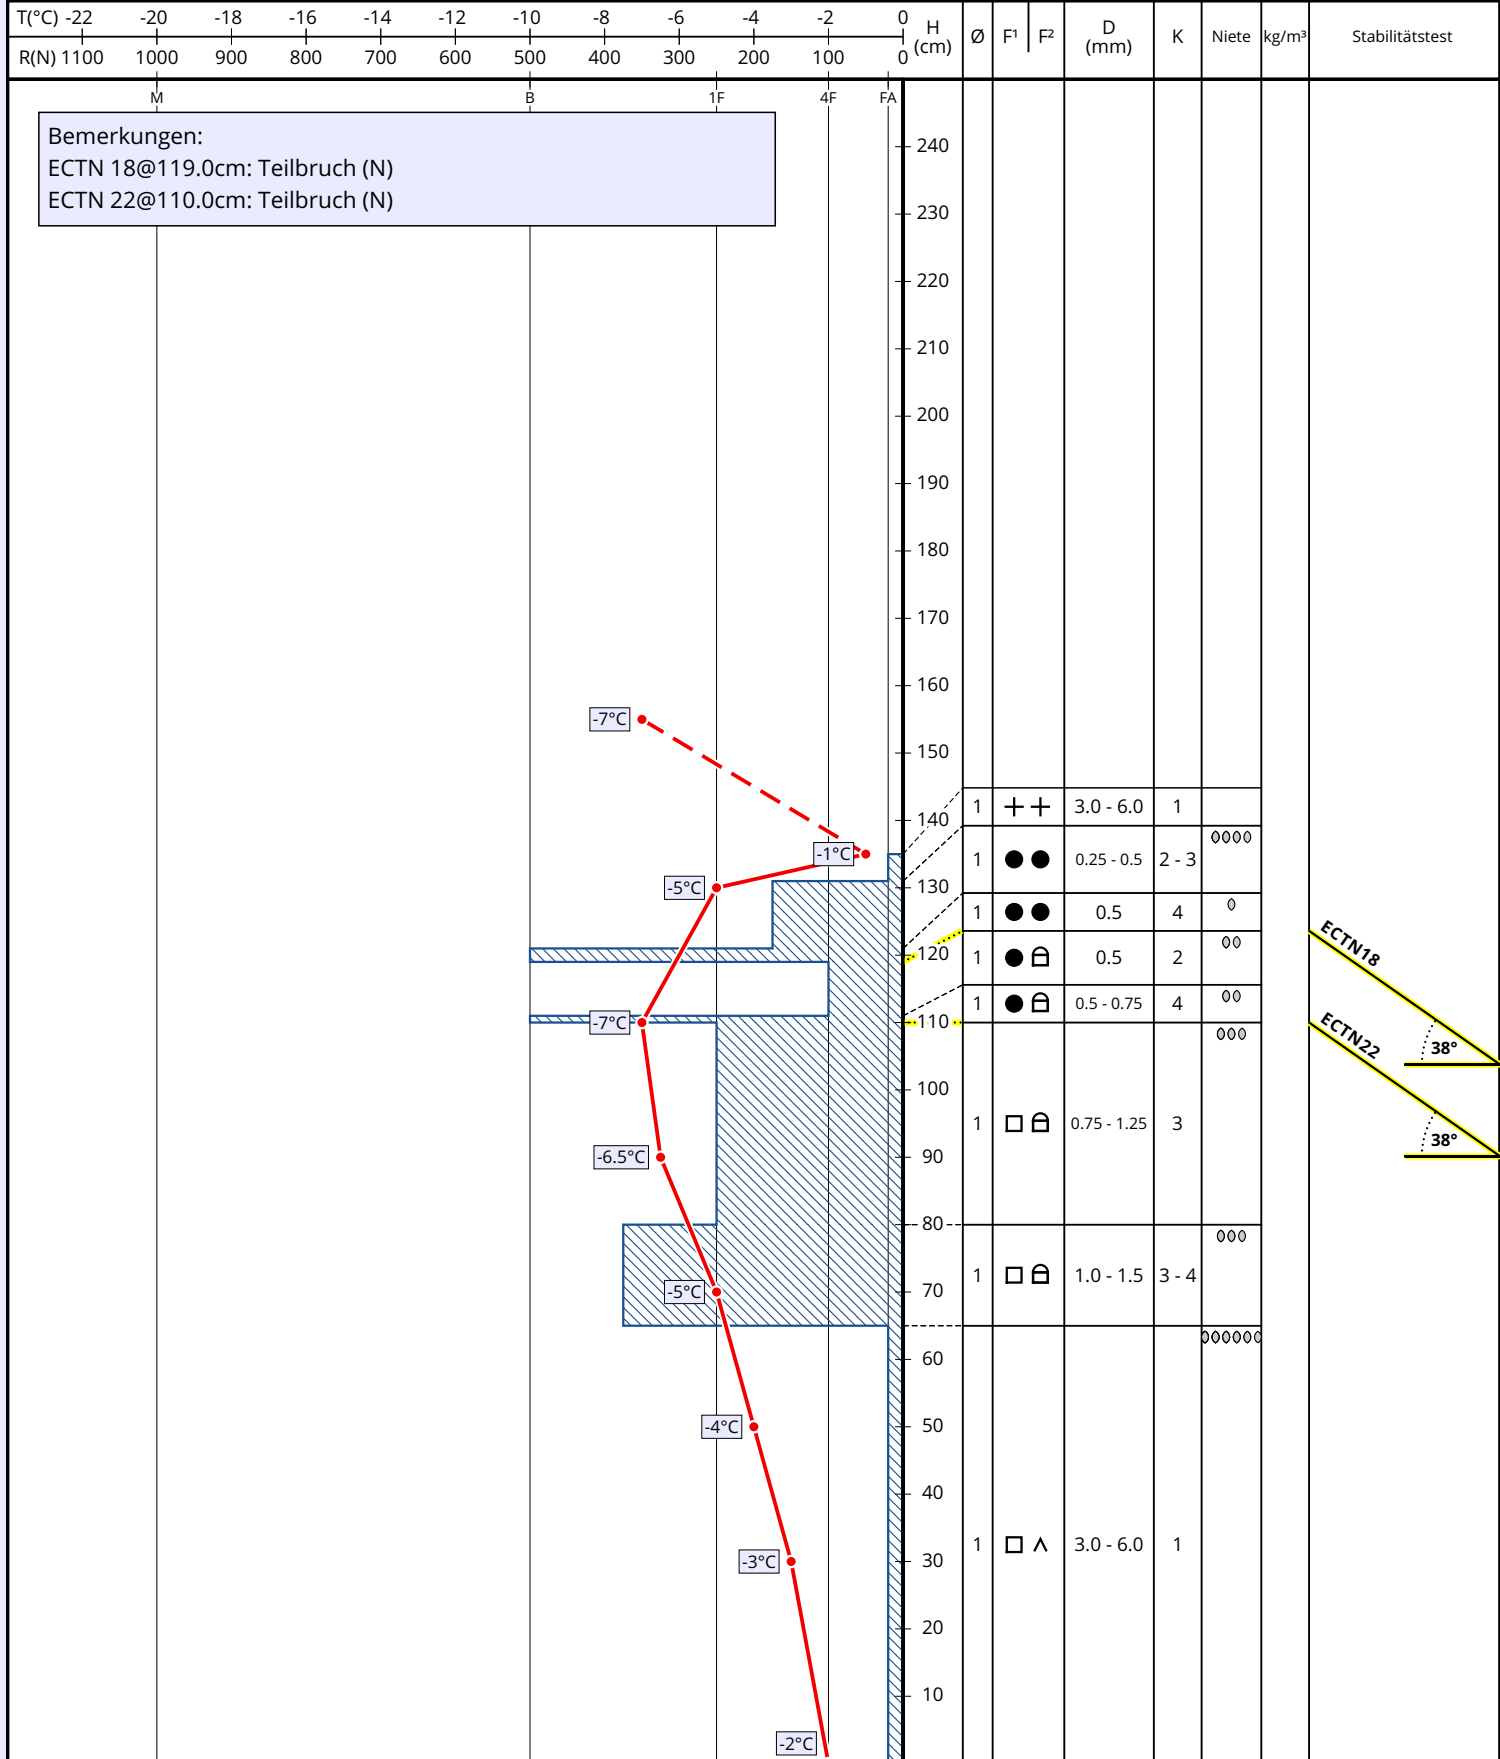 T(°C) -22 -20 -18 -16 -14 -12 -10 -8 -6 -4 -2 0
R(N) 1100 1000 900 800 700 600 500 400 300 200 100 0
H (cm) Ø F¹ F² D (mm) K Niete kg/m³ Stabilitätstest
M B 1F 4F FA
Bemerkungen:
ECTN 18@119.0cm: Teilbruch (N)
ECTN 22@110.0cm: Teilbruch (N)
240
230
220
210
200
190
180
170
160
-7°C
150
1 3.0 - 6.0 1
140
-1°C 1 0.25 - 0.5 2 - 3
-5°C 130
1 0.5 4
120 1 0.5 2 ECTN18
1 0.5 - 0.75 4
-7°C 110 ECTN22
38°
100
1 0.75 - 1.25 3
38°
-6.5°C 90
80
1 1.0 - 1.5 3 - 4
-5°C 70
60
-4°C 50
40
1 3.0 - 6.0 1
-3°C 30
20
10
-2°C